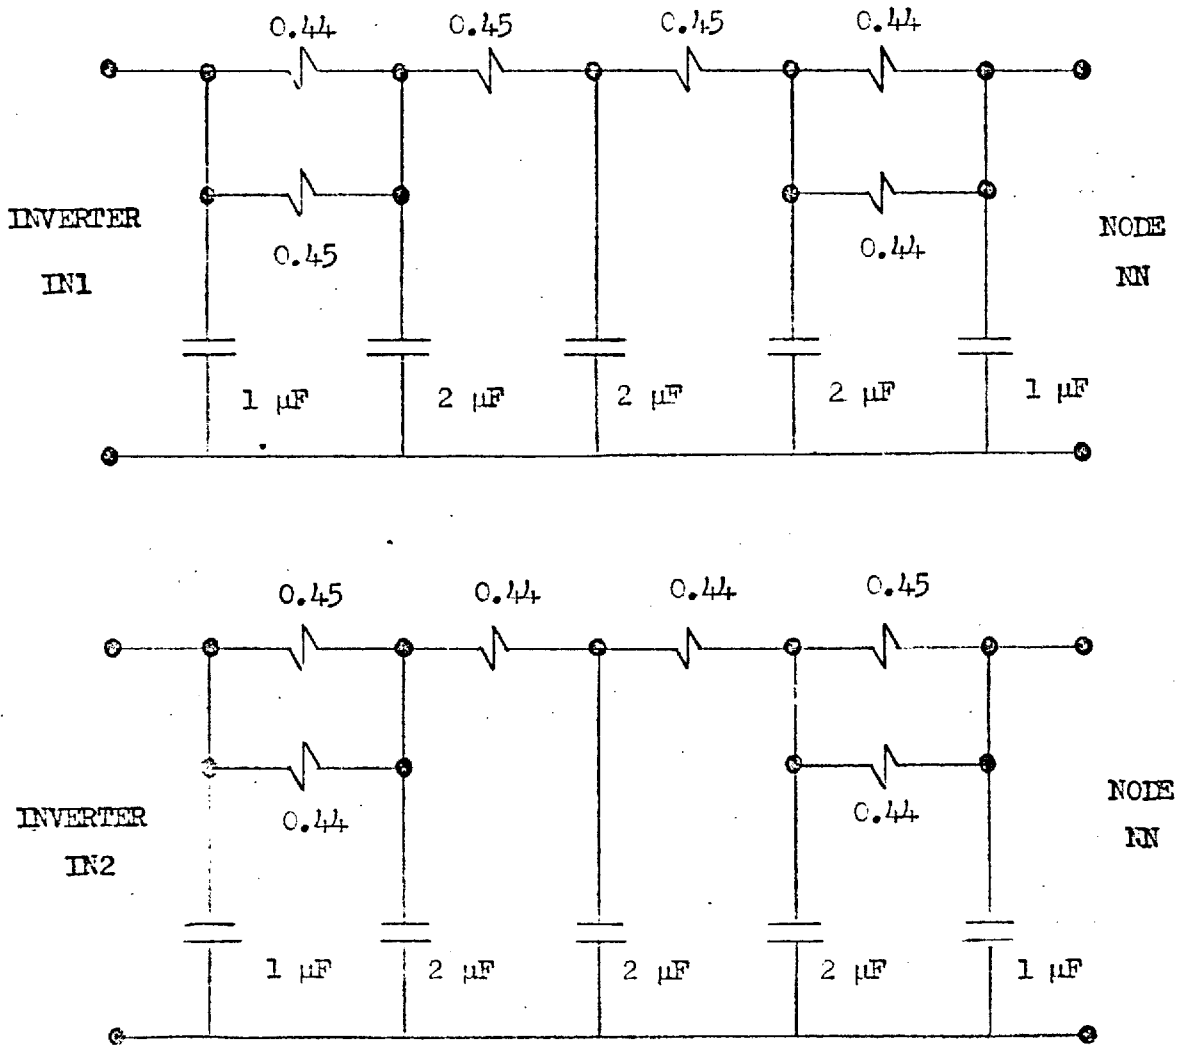 0.44 0.45 0.45 0.44
INVERTER
IN1
0.45
0.44
NODE
NN
1 µF 2 µF 2 µF 2 µF 1 µF
0.45 0.44 0.44 0.45
INVERTER
IN2
0.44
0.44
NODE
NN
1 µF 2 µF 2 µF 2 µF 1 µF